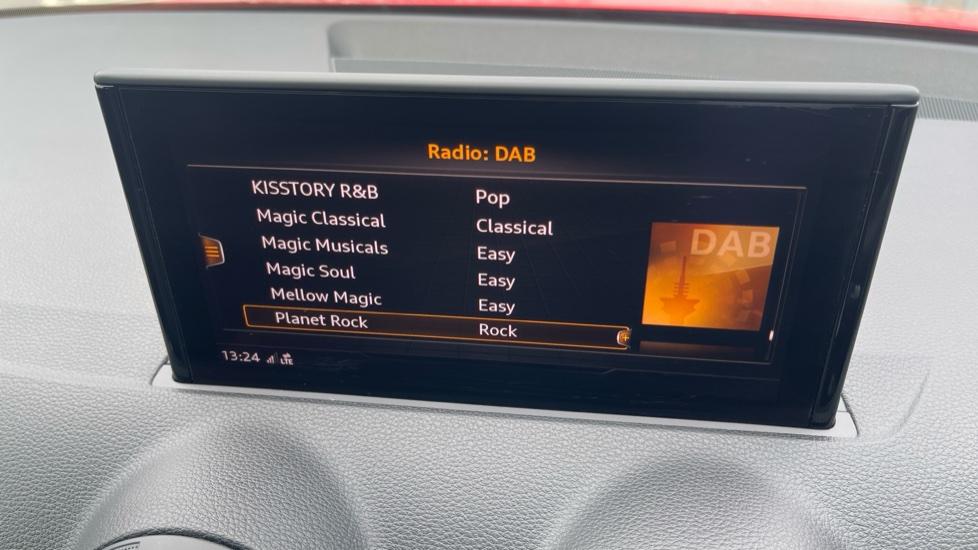 Radio: DAB
KISSTORY R&B Pop
Magic Classical Classical
Magic Musicals Easy
Magic Soul Easy
Mellow Magic Easy
Planet Rock Rock
DAB
13:24 LTE